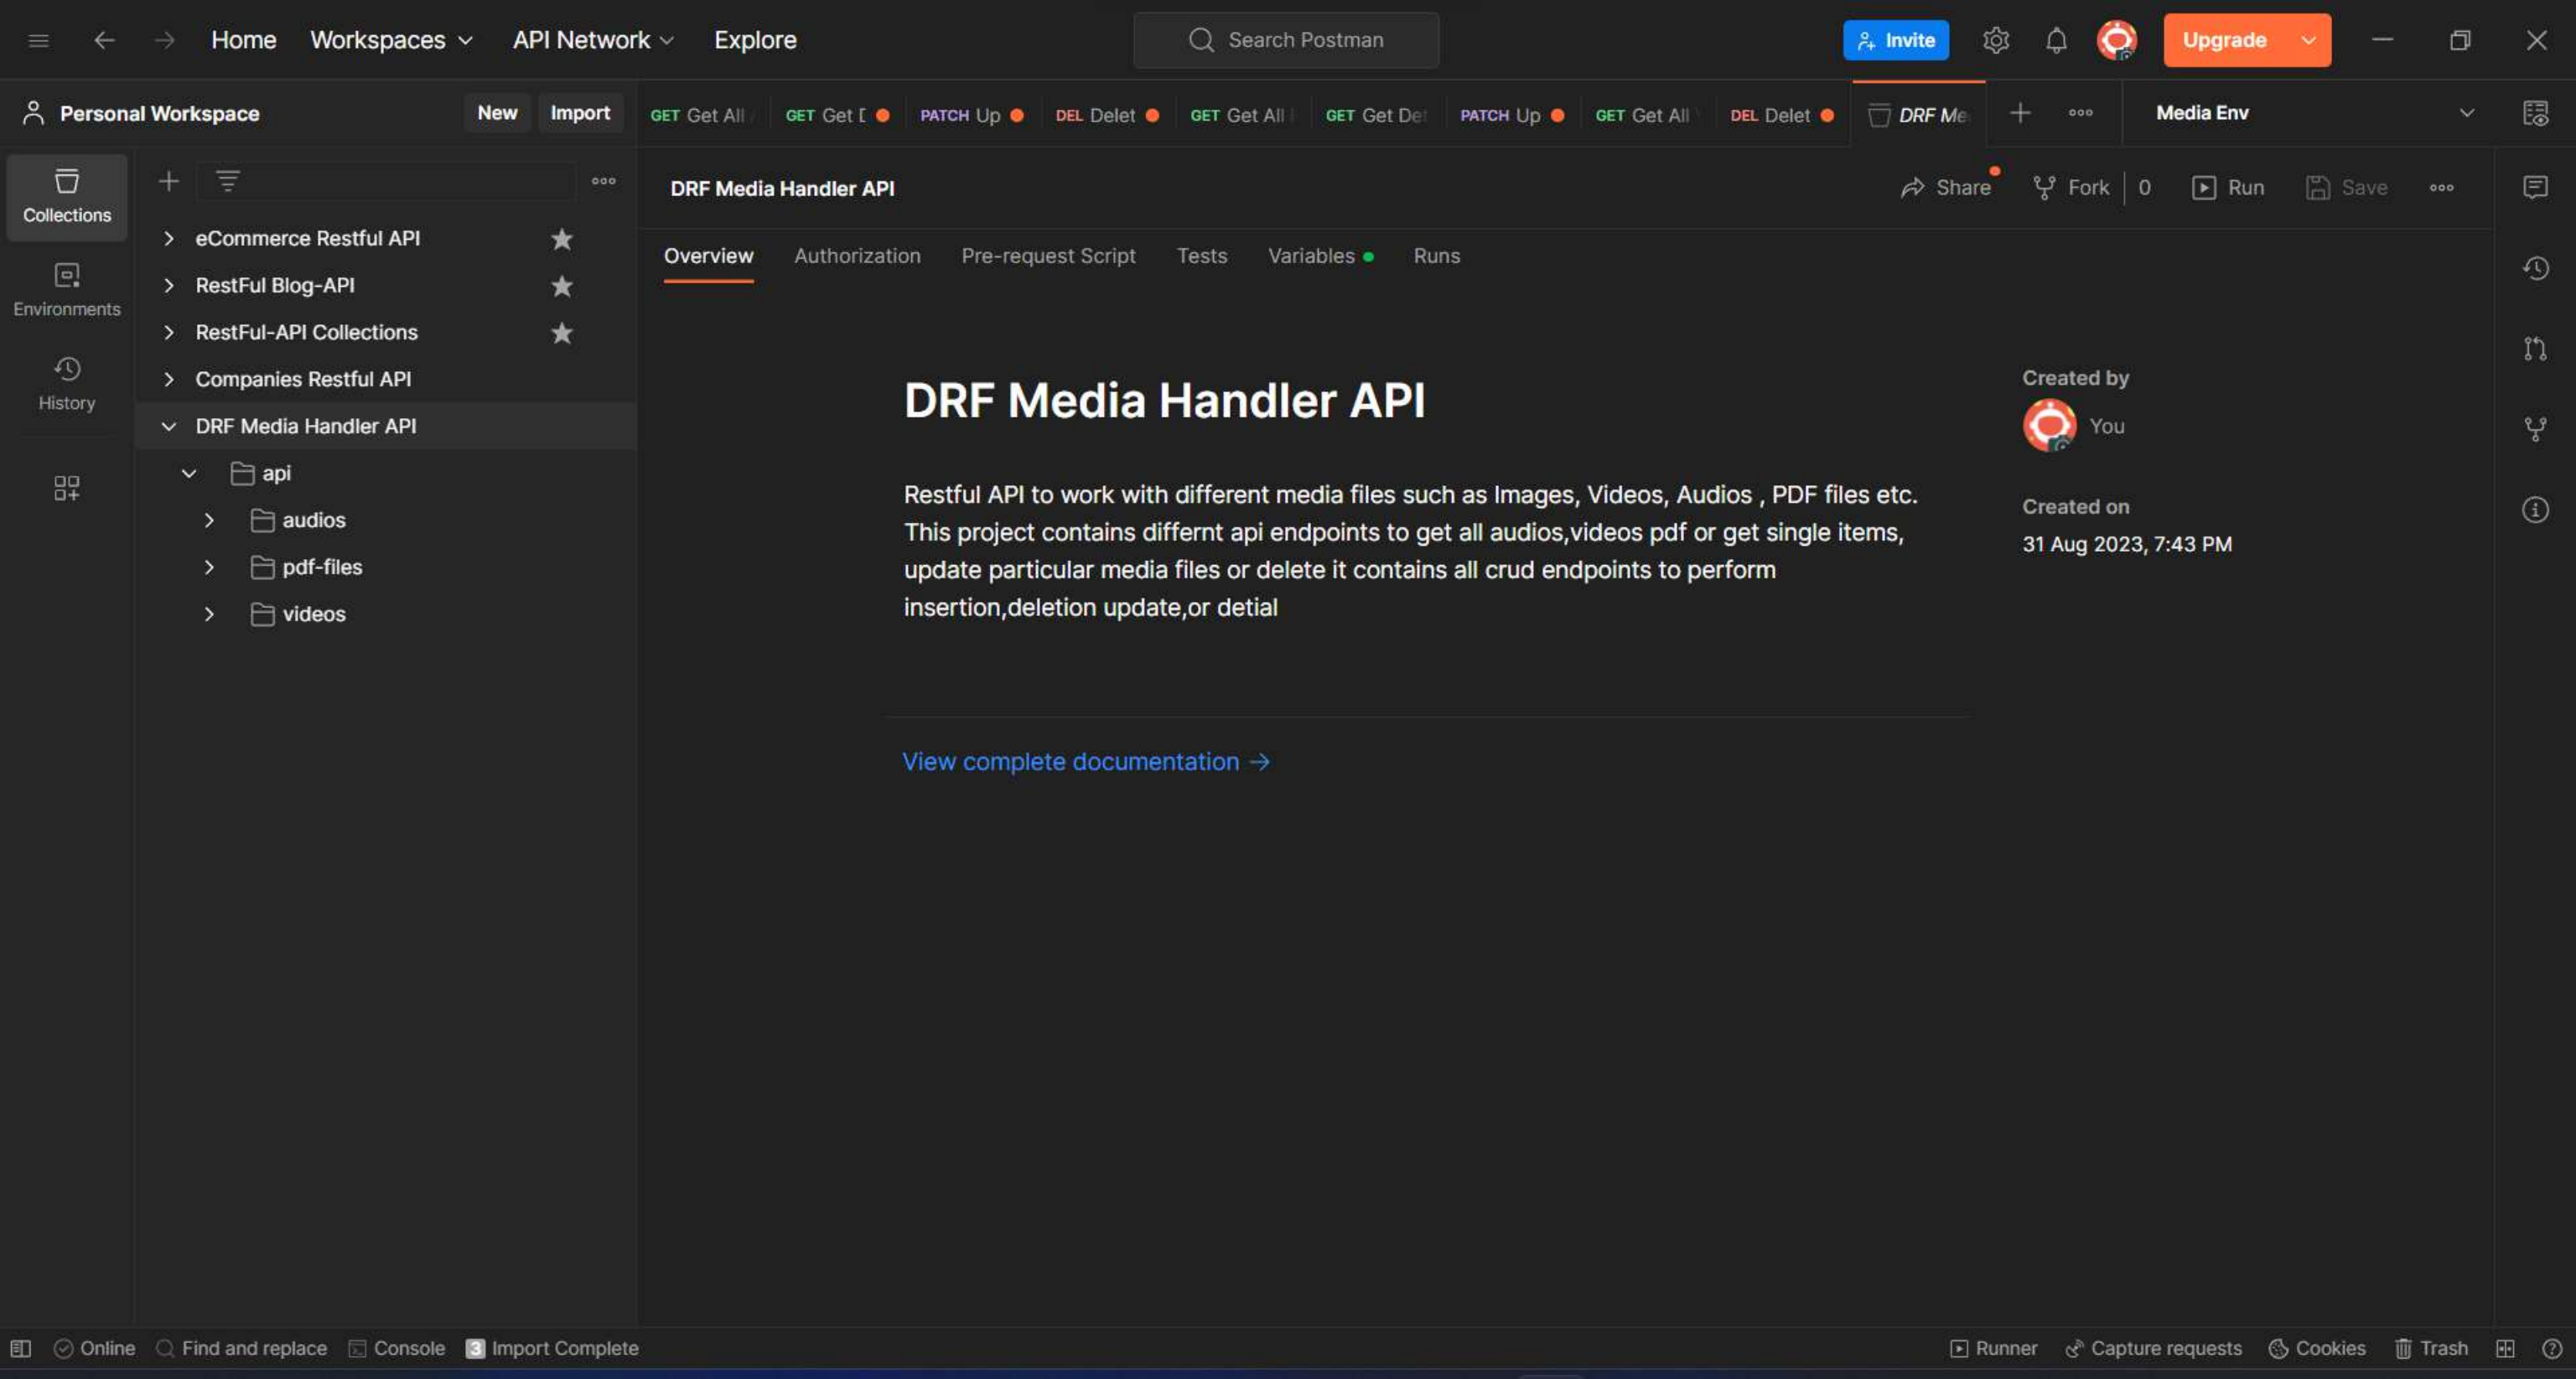 Home Workspaces API Network Explore Search Postman Invite Upgrade
Personal Workspace New Import GET Get All GET Get PATCH Up DEL Delet GET Get All GET Get De PATCH Up GET Get All DEL Delet DRF Me Media Env
Collections
Environments
History
eCommerce Restful API
RestFul Blog-API
RestFul-API Collections
Companies Restful API
DRF Media Handler API
api
audios
pdf-files
videos
DRF Media Handler API Share Fork 0 Run Save
Overview Authorization Pre-request Script Tests Variables Runs
DRF Media Handler API
Restful API to work with different media files such as Images, Videos, Audios , PDF files etc.
This project contains differnt api endpoints to get all audios,videos pdf or get single items,
update particular media files or delete it contains all crud endpoints to perform
insertion,deletion update,or detial
View complete documentation →
Created by
You
Created on
31 Aug 2023, 7:43 PM
Online Find and replace Console 3 Import Complete Runner Capture requests Cookies Trash